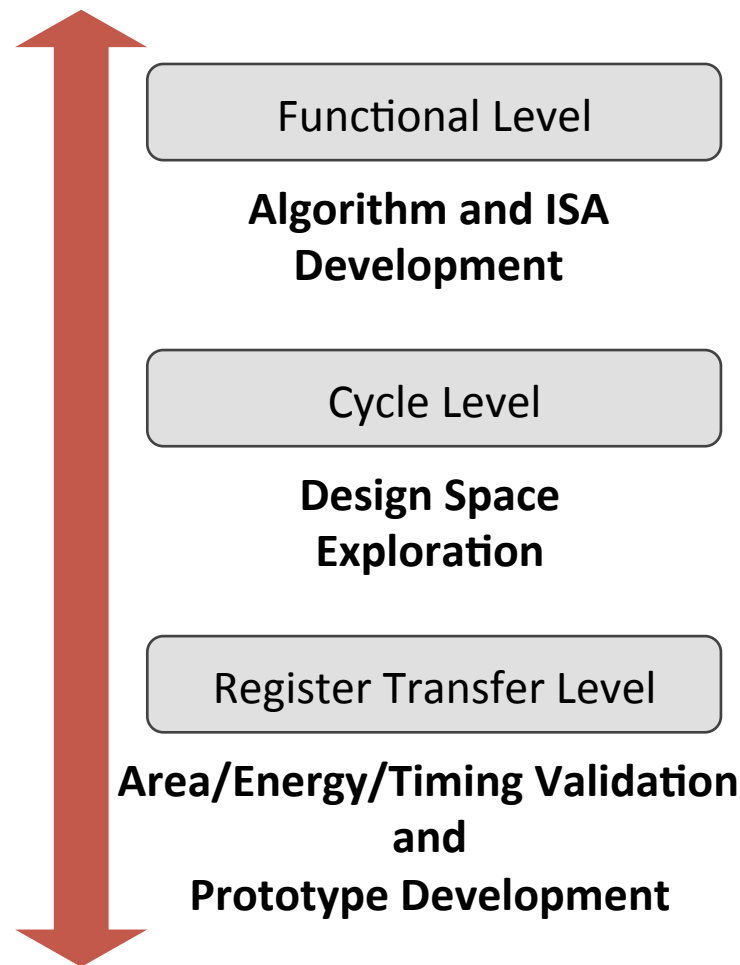 Functional Level
Algorithm and ISA
Development
Cycle Level
Design Space
Exploration
Register Transfer Level
Area/Energy/Timing Validation
and
Prototype Development